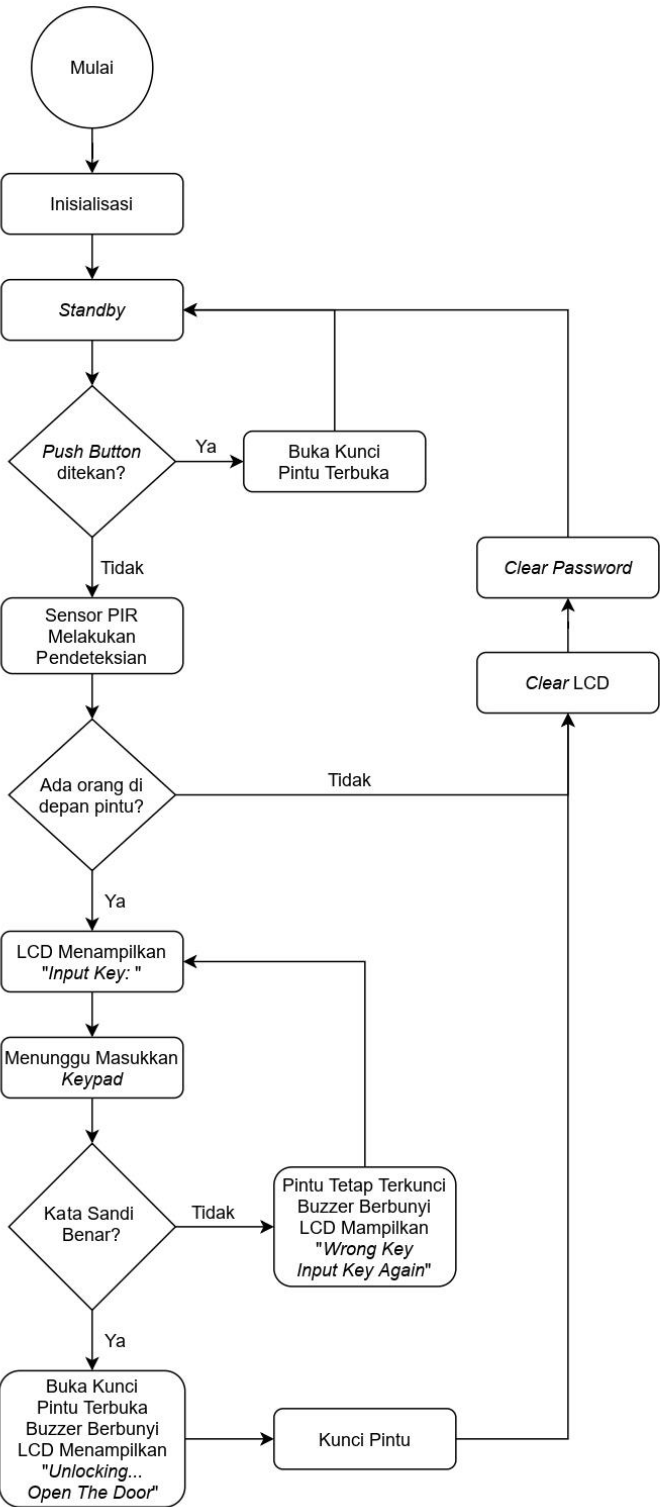 Mulai
Inisialisasi
Standby
Push Button
ditekan?
Ya
Buka Kunci
Pintu Terbuka
Tidak
Sensor PIR
Melakukan
Pendeteksian
Clear Password
Clear LCD
Ada orang di
depan pintu?
Tidak
Ya
LCD Menampilkan
"Input Key: "
Menunggu Masukkan
Keypad
Kata Sandi
Benar?
Tidak
Pintu Tetap Terkunci
Buzzer Berbunyi
LCD Mampilkan
"Wrong Key
Input Key Again"
Ya
Buka Kunci
Pintu Terbuka
Buzzer Berbunyi
LCD Menampilkan
"Unlocking...
Open The Door"
Kunci Pintu